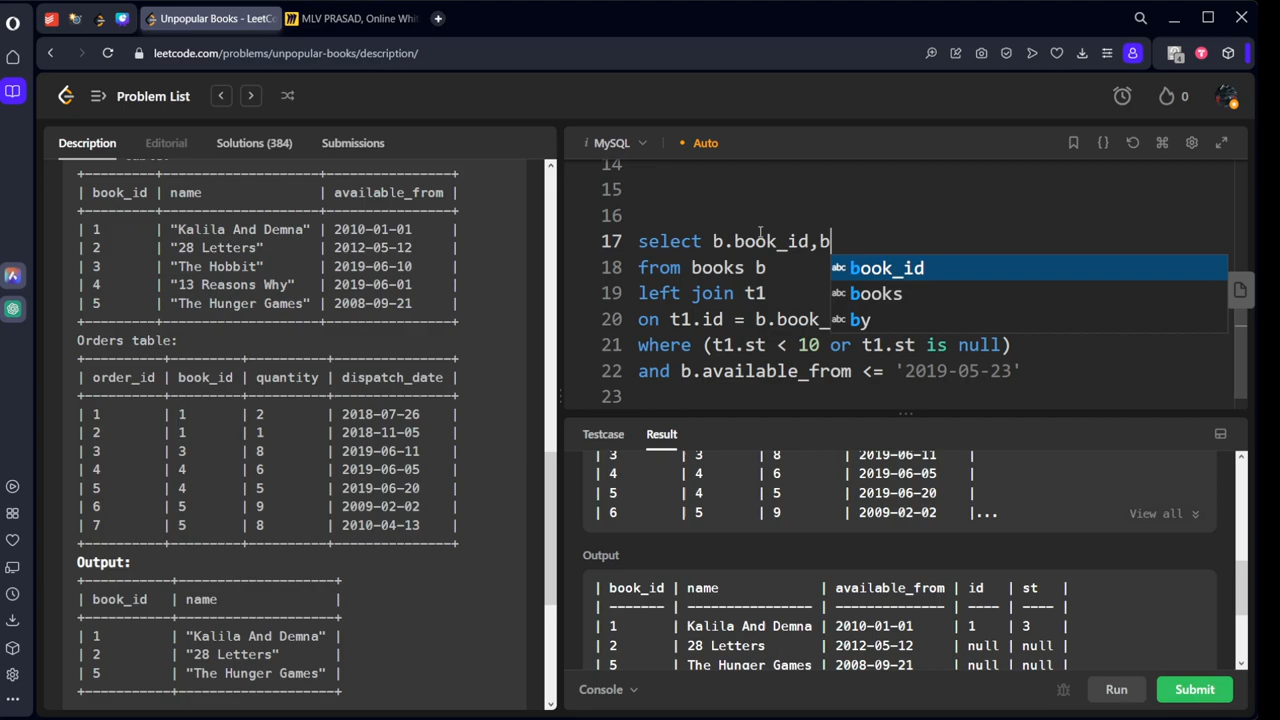 Unpopular Books - LeetC
MLV PRASAD, Online Whi
leetcode.com/problems/unpopular-books/description/
Problem List
0
Description
Editorial
Solutions (384)
Submissions
+---------+--------------------+----------------+
| book_id | name | available_from |
+---------+--------------------+----------------+
| 1 | "Kalila And Demna" | 2010-01-01 |
| 2 | "28 Letters" | 2012-05-12 |
| 3 | "The Hobbit" | 2019-06-10 |
| 4 | "13 Reasons Why" | 2019-06-01 |
| 5 | "The Hunger Games" | 2008-09-21 |
+---------+--------------------+----------------+
Orders table:
+----------+---------+----------+---------------+
| order_id | book_id | quantity | dispatch_date |
+----------+---------+----------+---------------+
| 1 | 1 | 2 | 2018-07-26 |
| 2 | 1 | 1 | 2018-11-05 |
| 3 | 3 | 8 | 2019-06-11 |
| 4 | 4 | 6 | 2019-06-05 |
| 5 | 4 | 5 | 2019-06-20 |
| 6 | 5 | 9 | 2009-02-02 |
| 7 | 5 | 8 | 2010-04-13 |
+----------+---------+----------+---------------+
Output:
+-----------+--------------------+
| book_id | name |
+-----------+--------------------+
| 1 | "Kalila And Demna" |
| 2 | "28 Letters" |
| 5 | "The Hunger Games" |
+-----------+--------------------+
i MySQL
• Auto
14
15
16
17 select b.book_id,b
18 from books b
19 left join t1
20 on t1.id = b.book_
21 where (t1.st < 10 or t1.st is null)
22 and b.available_from <= '2019-05-23'
23
abc book_id
abc books
abc by
Testcase
Result
| 3 | 3 | 8 | 2019-06-11 |
| 4 | 4 | 6 | 2019-06-05 |
| 5 | 4 | 5 | 2019-06-20 |
| 6 | 5 | 9 | 2009-02-02 |...
View all
Output
| book_id | name | available_from | id | st |
| ------- | ---------------- | -------------- | ---- | ---- |
| 1 | Kalila And Demna | 2010-01-01 | 1 | 3 |
| 2 | 28 Letters | 2012-05-12 | null | null |
| 5 | The Hunger Games | 2008-09-21 | null | null |
Console
Run
Submit